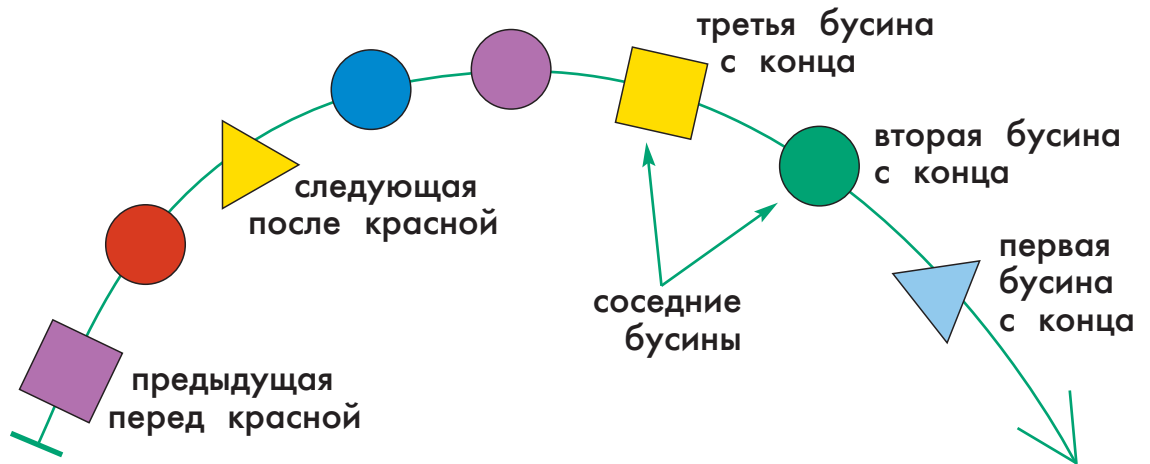 третья бусина
с конца
вторая бусина
с конца
следующая
после красной
первая
бусина
с конца
соседние
бусины
предыдущая
перед красной